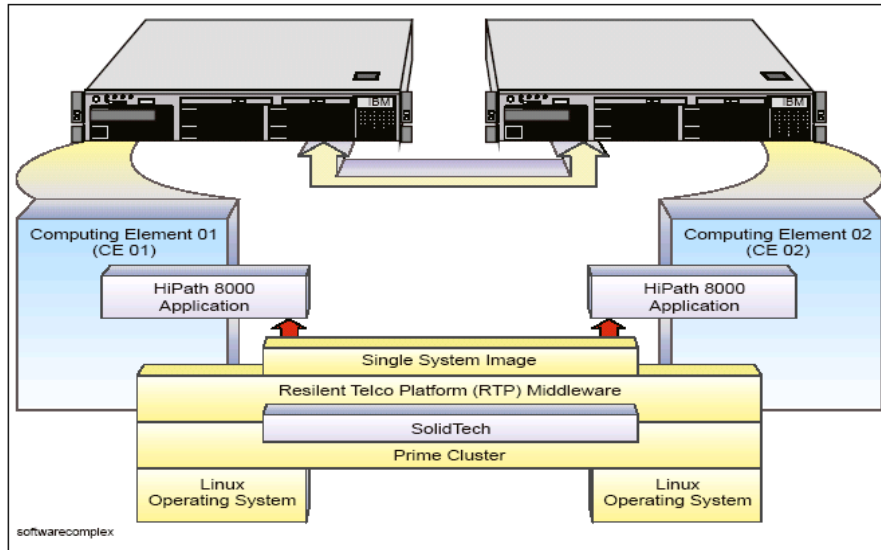 IBM
IBM
Computing Element 01
(CE 01)
Computing Element 02
(CE 02)
HiPath 8000
Application
HiPath 8000
Application
Single System Image
Resilent Telco Platform (RTP) Middleware
SolidTech
Prime Cluster
Linux
Operating System
Linux
Operating System
softwarecomplex